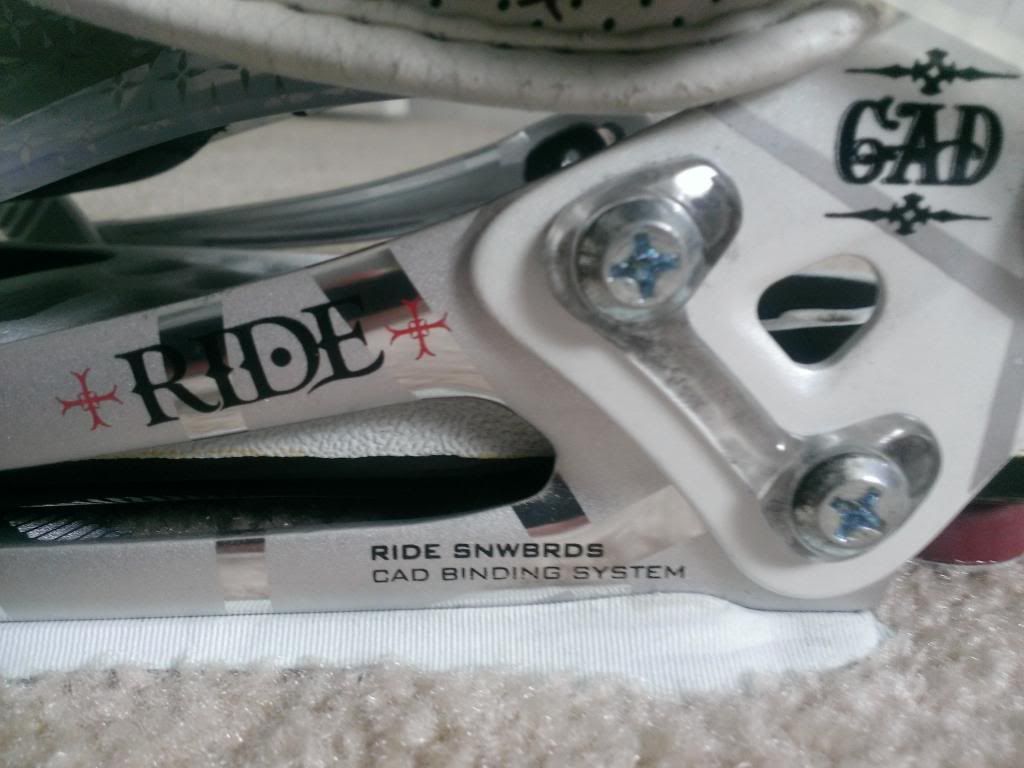 CAD
RIDE
RIDE SNWBRDS
CAD BINDING SYSTEM